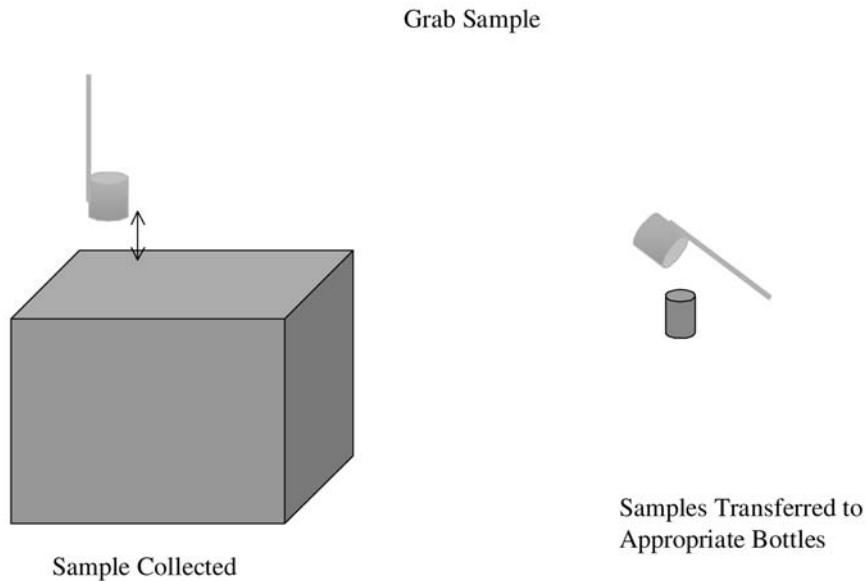 Grab Sample
Sample Collected
Samples Transferred to
Appropriate Bottles